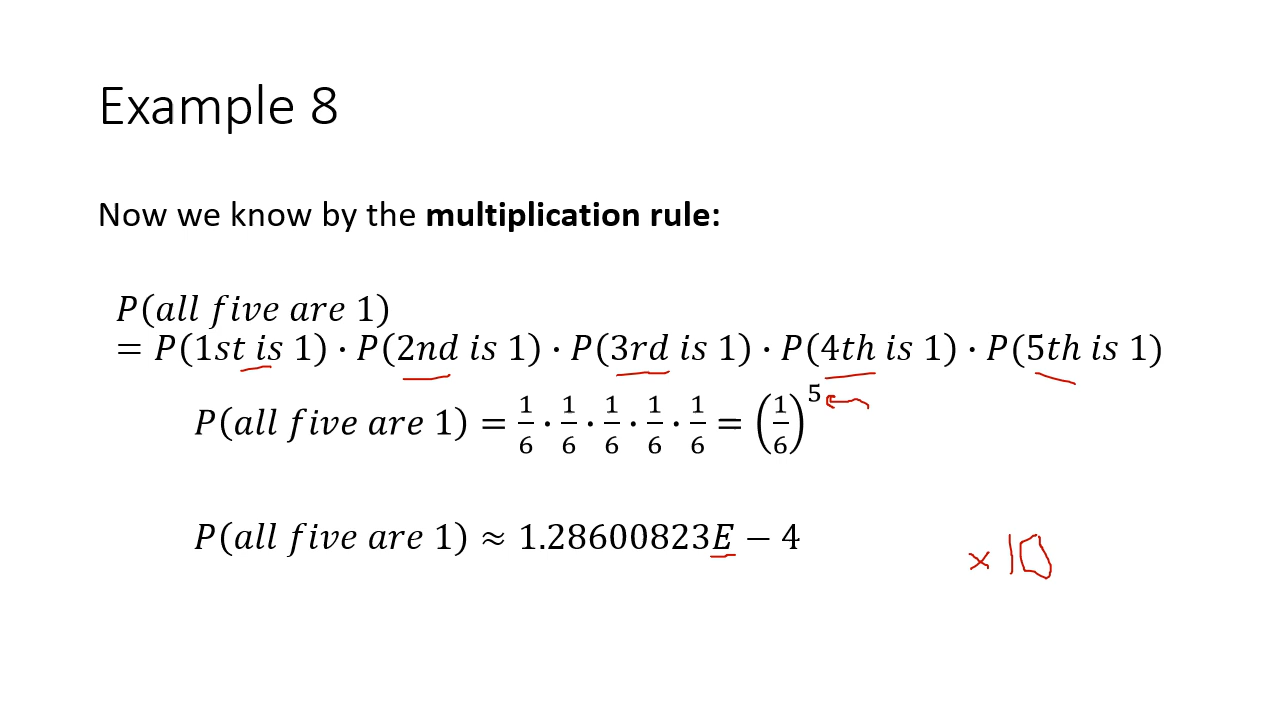 Example 8
Now we know by the multiplication rule:
P(all five are 1)
= P(1st is 1) · P(2nd is 1) · P(3rd is 1) · P(4th is 1) · P(5th is 1)
P(all five are 1) = 1/6 · 1/6 · 1/6 · 1/6 · 1/6 = (1/6)^5
P(all five are 1) ≈ 1.28600823E − 4
× 10